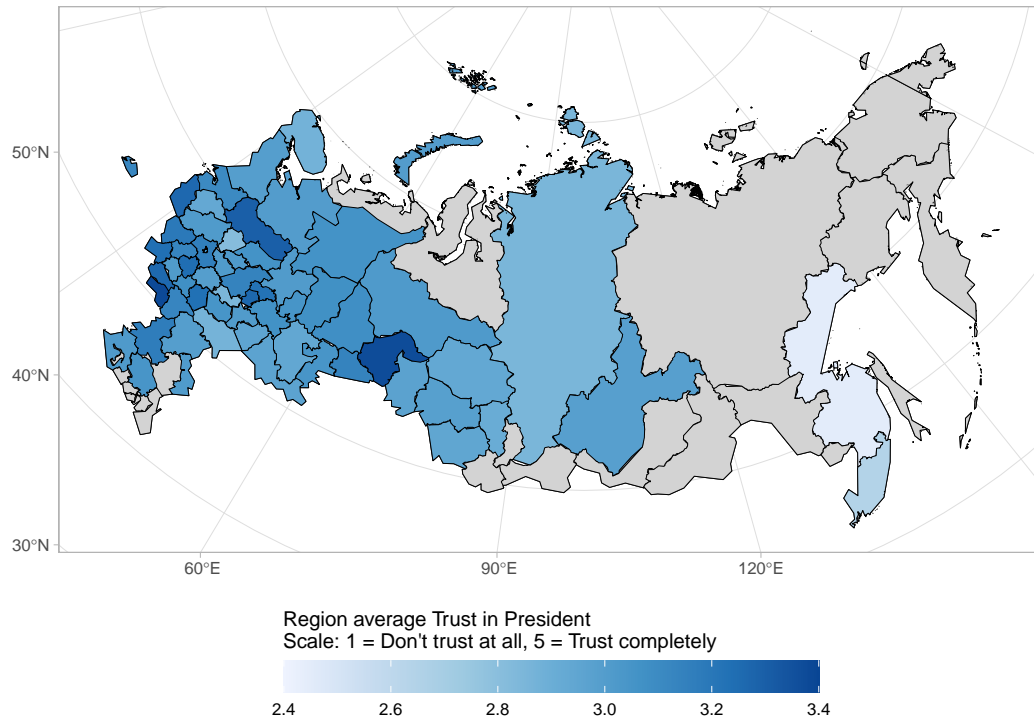 50°N
40°N
30°N
60°E
90°E
120°E
Region average Trust in President
Scale: 1 = Don't trust at all, 5 = Trust completely
2.4
2.6
2.8
3.0
3.2
3.4